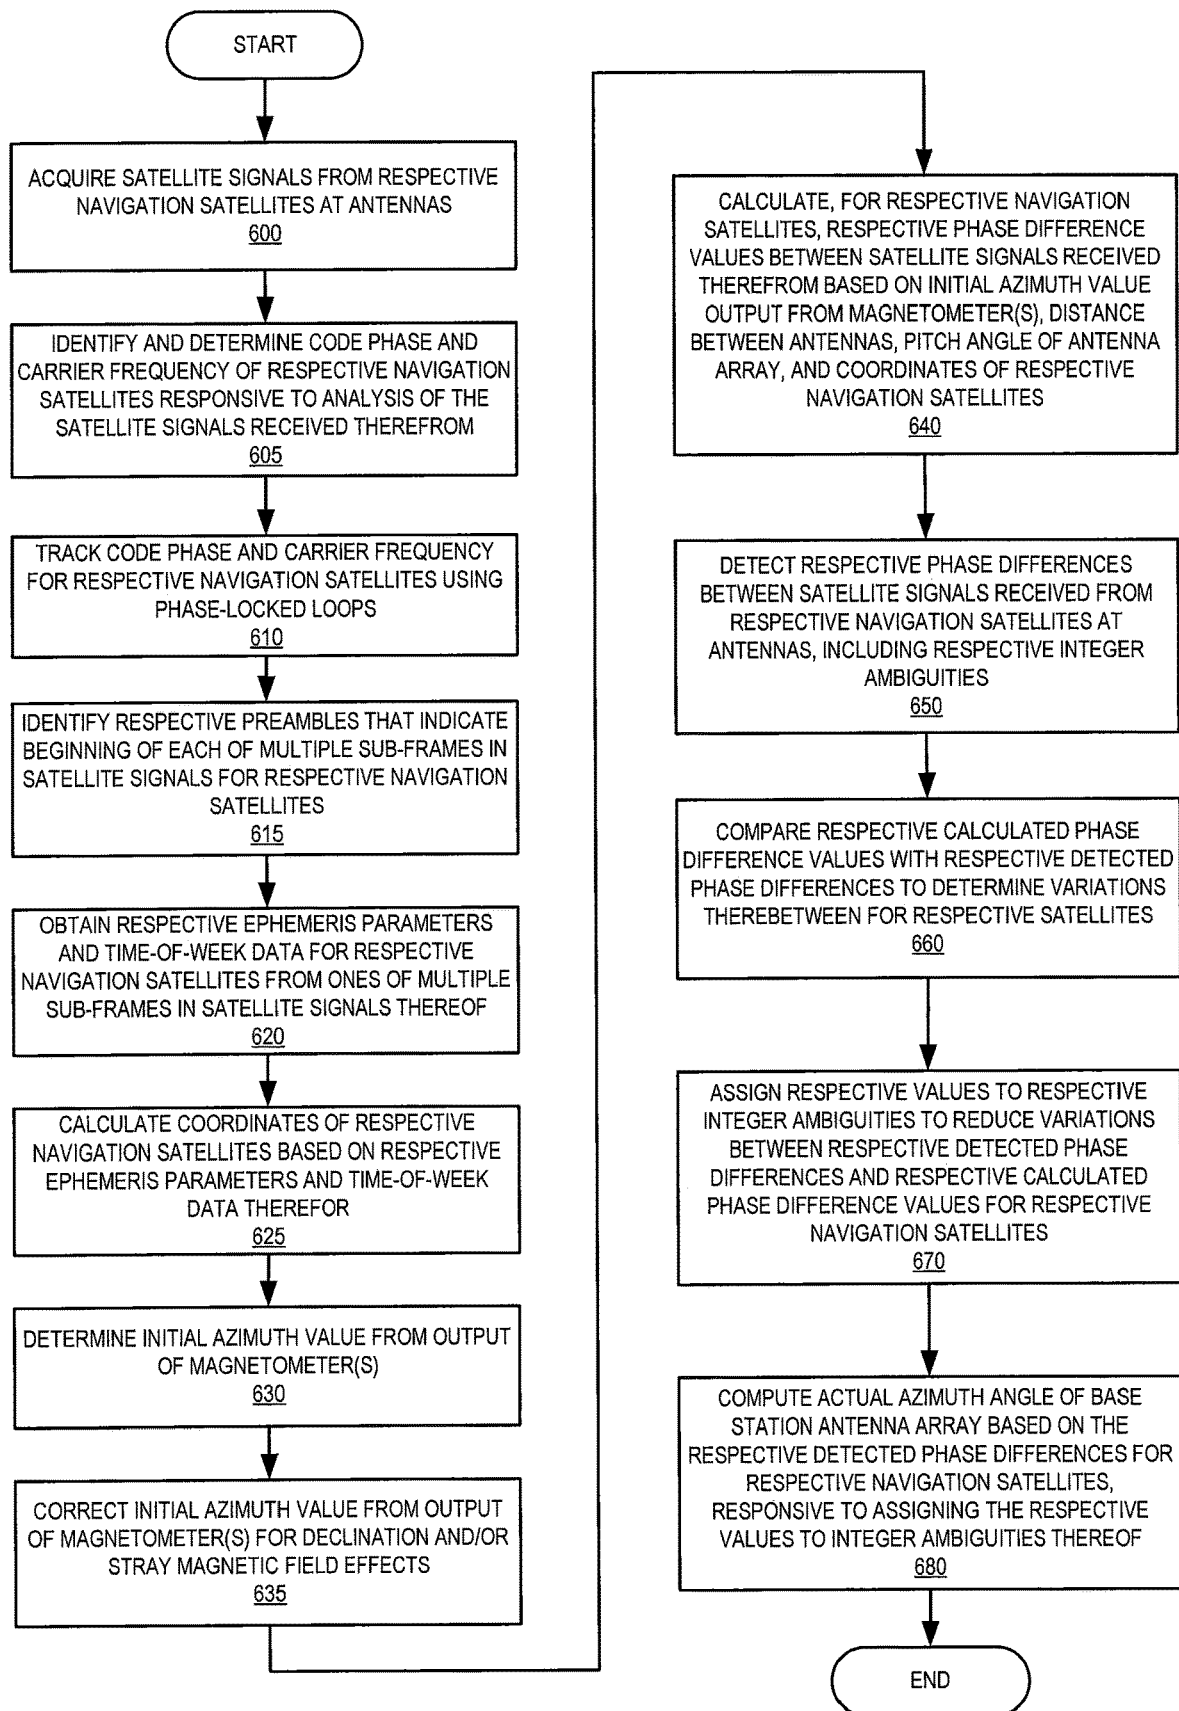 START
ACQUIRE SATELLITE SIGNALS FROM RESPECTIVE
NAVIGATION SATELLITES AT ANTENNAS
600
IDENTIFY AND DETERMINE CODE PHASE AND
CARRIER FREQUENCY OF RESPECTIVE NAVIGATION
SATELLITES RESPONSIVE TO ANALYSIS OF THE
SATELLITE SIGNALS RECEIVED THEREFROM
605
TRACK CODE PHASE AND CARRIER FREQUENCY
FOR RESPECTIVE NAVIGATION SATELLITES USING
PHASE-LOCKED LOOPS
610
IDENTIFY RESPECTIVE PREAMBLES THAT INDICATE
BEGINNING OF EACH OF MULTIPLE SUB-FRAMES IN
SATELLITE SIGNALS FOR RESPECTIVE NAVIGATION
SATELLITES
615
OBTAIN RESPECTIVE EPHEMERIS PARAMETERS
AND TIME-OF-WEEK DATA FOR RESPECTIVE
NAVIGATION SATELLITES FROM ONES OF MULTIPLE
SUB-FRAMES IN SATELLITE SIGNALS THEREOF
620
CALCULATE COORDINATES OF RESPECTIVE
NAVIGATION SATELLITES BASED ON RESPECTIVE
EPHEMERIS PARAMETERS AND TIME-OF-WEEK
DATA THEREFOR
625
DETERMINE INITIAL AZIMUTH VALUE FROM OUTPUT
OF MAGNETOMETER(S)
630
CORRECT INITIAL AZIMUTH VALUE FROM OUTPUT
OF MAGNETOMETER(S) FOR DECLINATION AND/OR
STRAY MAGNETIC FIELD EFFECTS
635
CALCULATE, FOR RESPECTIVE NAVIGATION
SATELLITES, RESPECTIVE PHASE DIFFERENCE
VALUES BETWEEN SATELLITE SIGNALS RECEIVED
THEREFROM BASED ON INITIAL AZIMUTH VALUE
OUTPUT FROM MAGNETOMETER(S), DISTANCE
BETWEEN ANTENNAS, PITCH ANGLE OF ANTENNA
ARRAY, AND COORDINATES OF RESPECTIVE
NAVIGATION SATELLITES
640
DETECT RESPECTIVE PHASE DIFFERENCES
BETWEEN SATELLITE SIGNALS RECEIVED FROM
RESPECTIVE NAVIGATION SATELLITES AT
ANTENNAS, INCLUDING RESPECTIVE INTEGER
AMBIGUITIES
650
COMPARE RESPECTIVE CALCULATED PHASE
DIFFERENCE VALUES WITH RESPECTIVE DETECTED
PHASE DIFFERENCES TO DETERMINE VARIATIONS
THEREBETWEEN FOR RESPECTIVE SATELLITES
660
ASSIGN RESPECTIVE VALUES TO RESPECTIVE
INTEGER AMBIGUITIES TO REDUCE VARIATIONS
BETWEEN RESPECTIVE DETECTED PHASE
DIFFERENCES AND RESPECTIVE CALCULATED
PHASE DIFFERENCE VALUES FOR RESPECTIVE
NAVIGATION SATELLITES
670
COMPUTE ACTUAL AZIMUTH ANGLE OF BASE
STATION ANTENNA ARRAY BASED ON THE
RESPECTIVE DETECTED PHASE DIFFERENCES FOR
RESPECTIVE NAVIGATION SATELLITES,
RESPONSIVE TO ASSIGNING THE RESPECTIVE
VALUES TO INTEGER AMBIGUITIES THEREOF
680
END